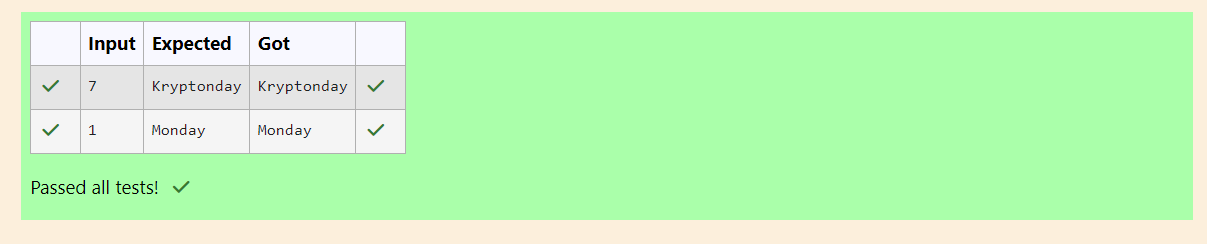 Input Expected Got
7 Kryptonday Kryptonday
1 Monday Monday
Passed all tests!